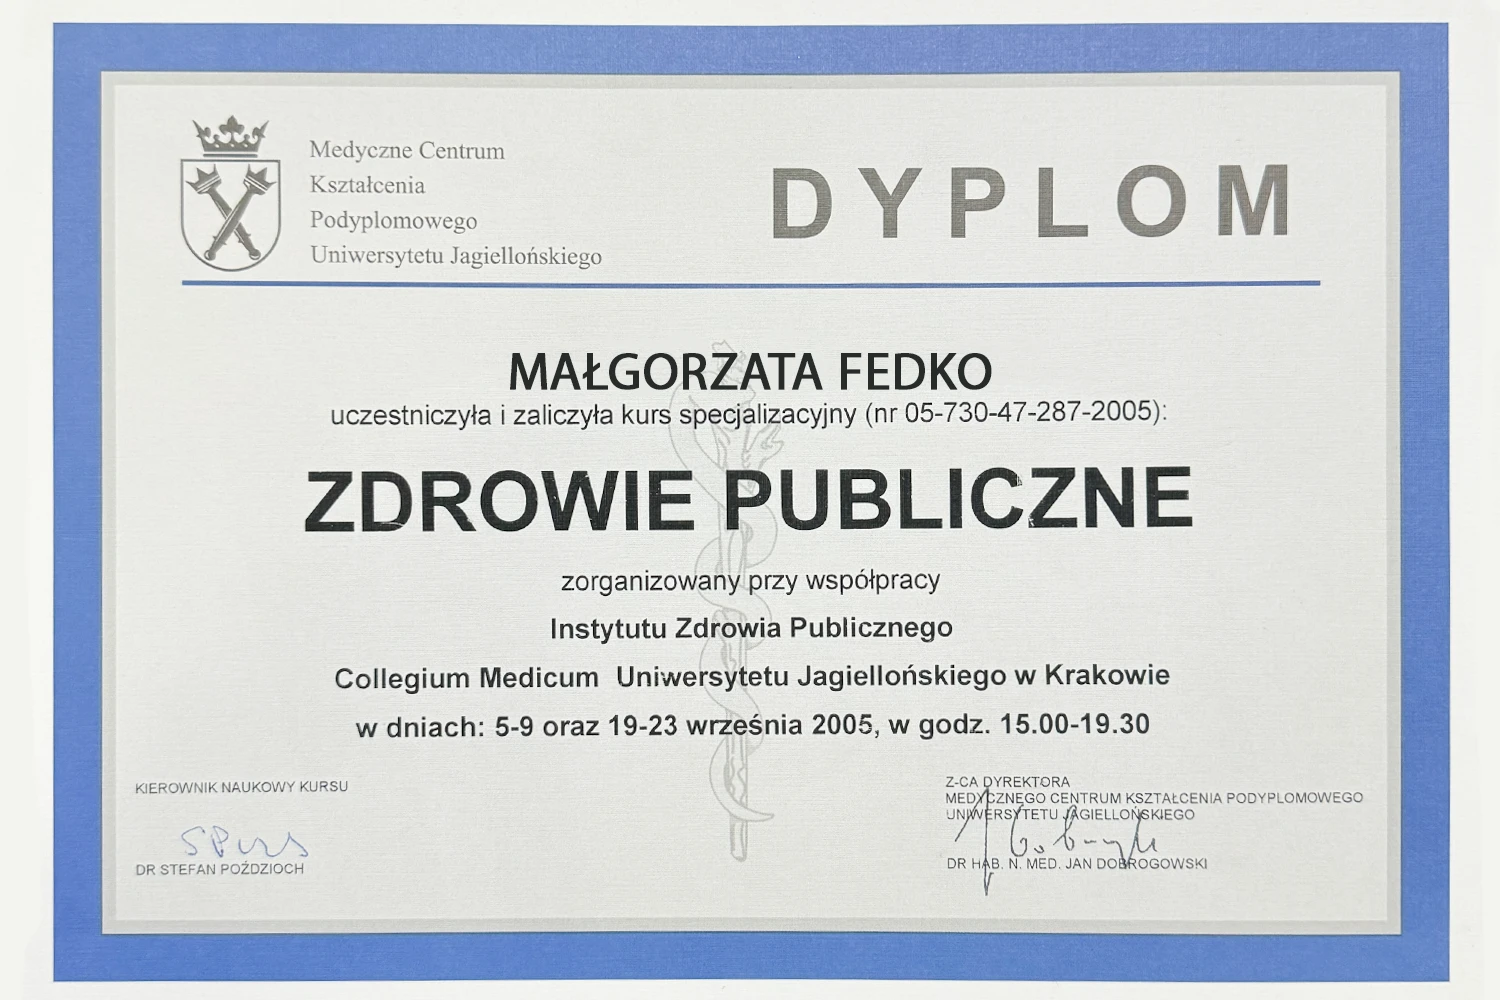 Medyczne Centrum
Kształcenia
Podyplomowego
Uniwersytetu Jagiellońskiego
DYPLOM
MAŁGORZATA FEDKO
uczestniczyła i zaliczyła kurs specjalizacyjny (nr 05-730-47-287-2005):
ZDROWIE PUBLICZNE
zorganizowany przy współpracy
Instytutu Zdrowia Publicznego
Collegium Medicum Uniwersytetu Jagiellońskiego w Krakowie
w dniach: 5-9 oraz 19-23 września 2005, w godz. 15.00-19.30
KIEROWNIK NAUKOWY KURSU
DR STEFAN POŹDZIOCH
Z-CA DYREKTORA
MEDYCZNEGO CENTRUM KSZTAŁCENIA PODYPLOMOWEGO
UNIWERSYTETU JAGIELLOŃSKIEGO
DR HAB. N. MED. JAN DOBROGOWSKI